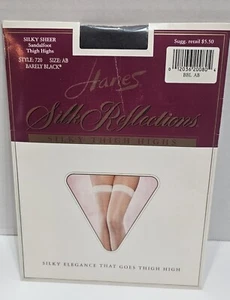 SILKY SHEER
Sandalfoot
Thigh Highs
STYLE: 720 SIZE: AB
BARELY BLACK®
Sugg. retail $5.50
BBL AB
Hanes
Silk Reflections
SILKY THIGH HIGHS
SILKY ELEGANCE THAT GOES THIGH HIGH